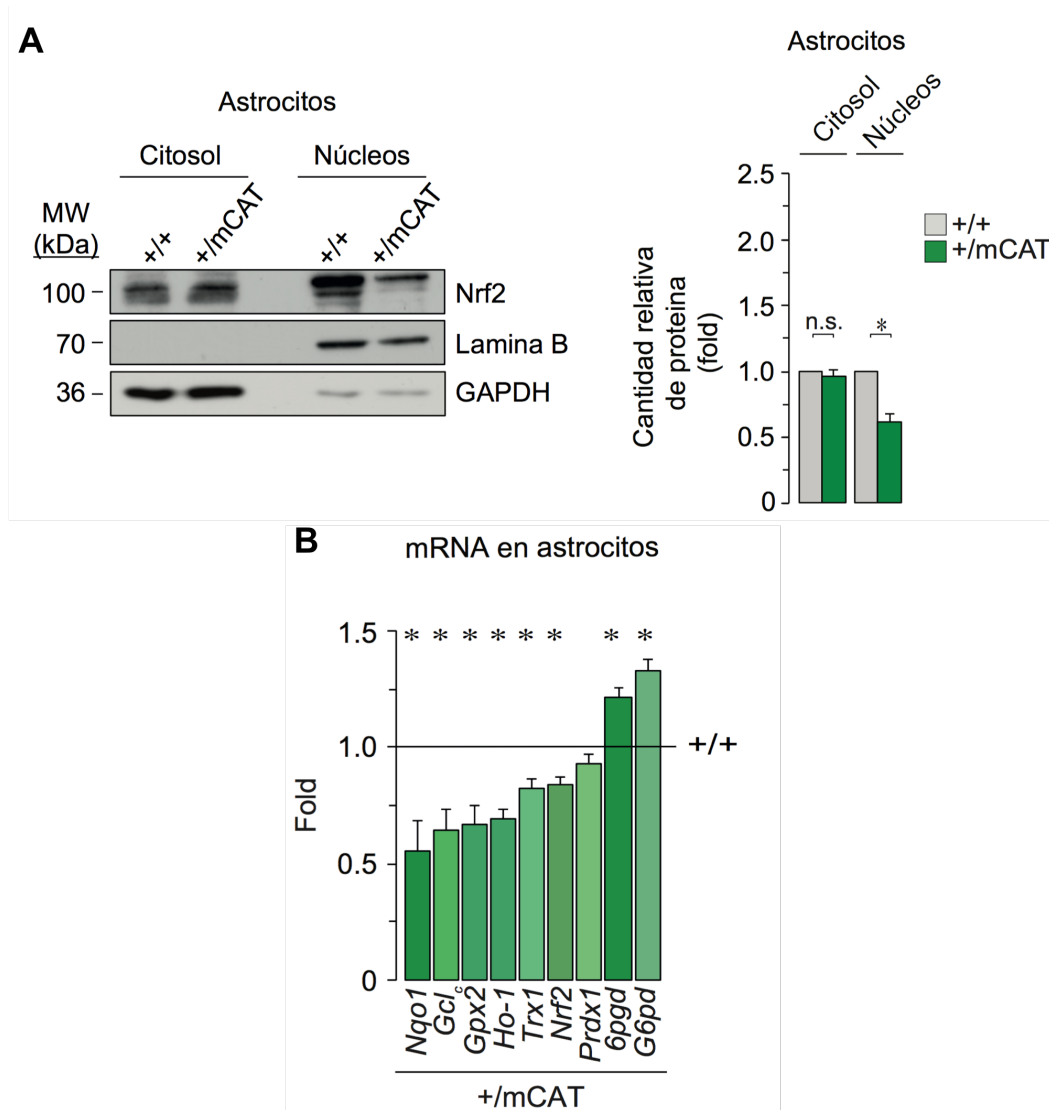 A
Astrocitos
Citosol
Núcleos
MW
(kDa)
+/+
+/mCAT
+/+
+/mCAT
100
Nrf2
70
Lamina B
36
GAPDH
Astrocitos
Citosol
Núcleos
Cantidad relativa
de proteina
(fold)
2.5
2.0
1.5
1.0
0.5
0
n.s.
*
+/+
+/mCAT
B
mRNA en astrocitos
Fold
1.5
1.0
0.5
0
* * * * * * * *
+/+
Nqo1
Gclc
Gpx2
Ho-1
Trx1
Nrf2
Prdx1
6pgd
G6pd
+/mCAT